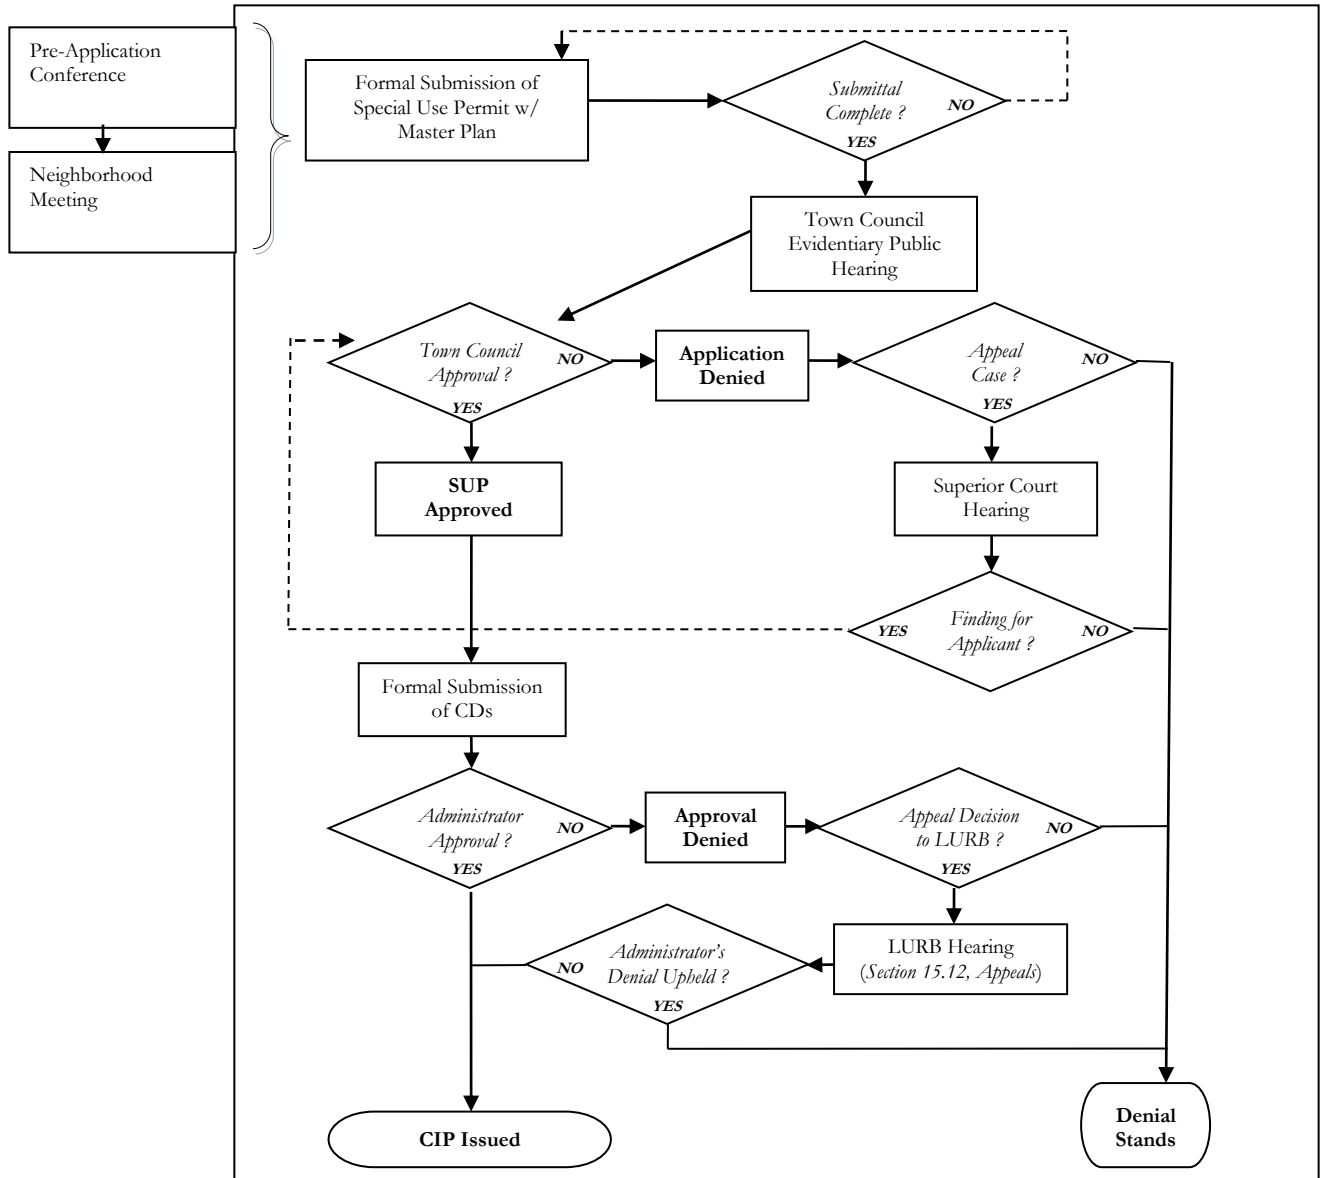 Pre-Application
Conference
Neighborhood
Meeting
Formal Submission of
Special Use Permit w/
Master Plan
Submittal
Complete ?
NO
YES
Town Council
Evidentiary Public
Hearing
Town Council
Approval ?
NO
YES
Application
Denied
Appeal
Case ?
NO
YES
SUP
Approved
Superior Court
Hearing
YES
Finding for
Applicant ?
NO
Formal Submission
of CDs
Administrator
Approval ?
NO
YES
Approval
Denied
Appeal Decision
to LURB ?
NO
YES
LURB Hearing
(Section 15.12, Appeals)
Administrator’s
Denial Upheld ?
NO
YES
CIP Issued
Denial
Stands